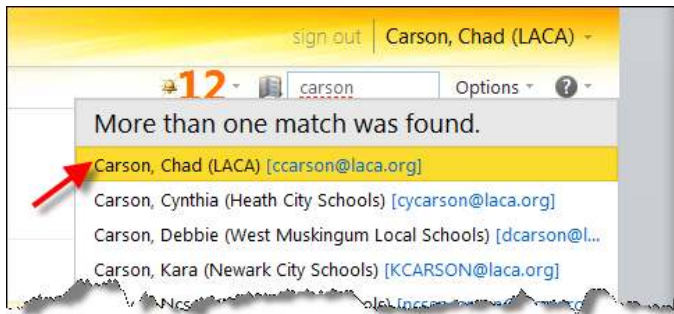 sign out Carson, Chad (LACA)
12 carson Options ?
More than one match was found.
Carson, Chad (LACA) [ccarson@laca.org]
Carson, Cynthia (Heath City Schools) [cycarson@laca.org]
Carson, Debbie (West Muskingum Local Schools) [dcarson@l...
Carson, Kara (Newark City Schools) [KCARSON@laca.org]